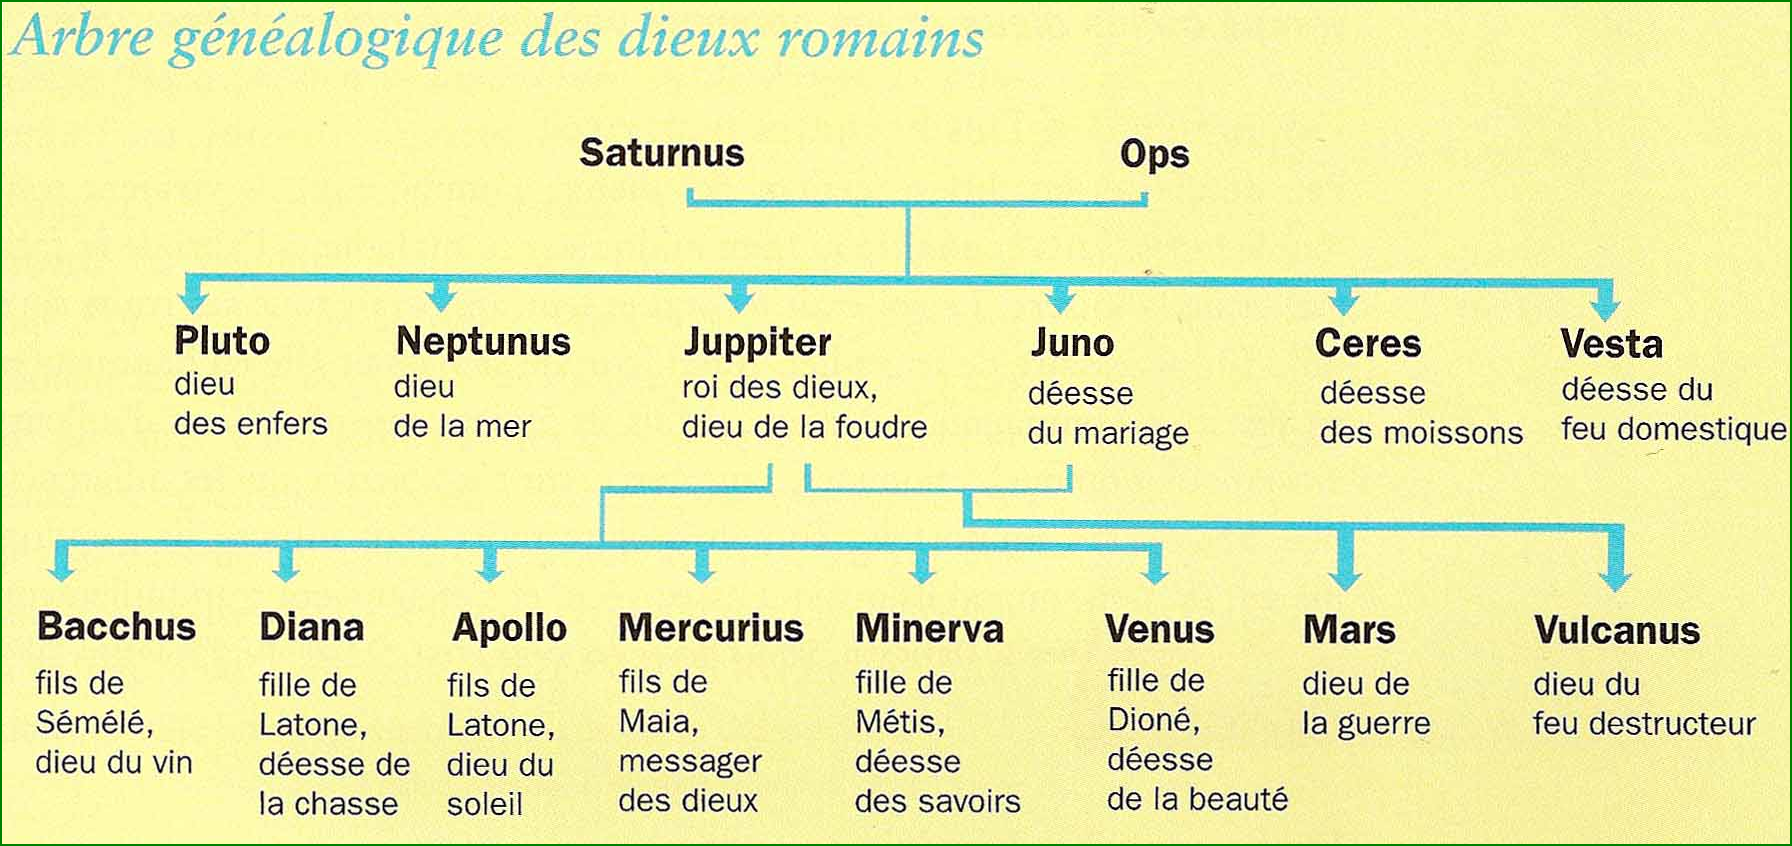 Arbre généalogique des dieux romains
Saturnus
Ops
Pluto
dieu
des enfers
Neptunus
dieu
de la mer
Juppiter
roi des dieux,
dieu de la foudre
Juno
déesse
du mariage
Ceres
déesse
des moissons
Vesta
déesse du
feu domestique
Bacchus
fils de
Sémélé,
dieu du vin
Diana
fille de
Latone,
déesse de
la chasse
Apollo
fils de
Latone,
dieu du
soleil
Mercurius
fils de
Maia,
messager
des dieux
Minerva
fille de
Métis,
déesse
des savoirs
Venus
fille de
Dioné,
déesse
de la beauté
Mars
dieu de
la guerre
Vulcanus
dieu du
feu destructeur